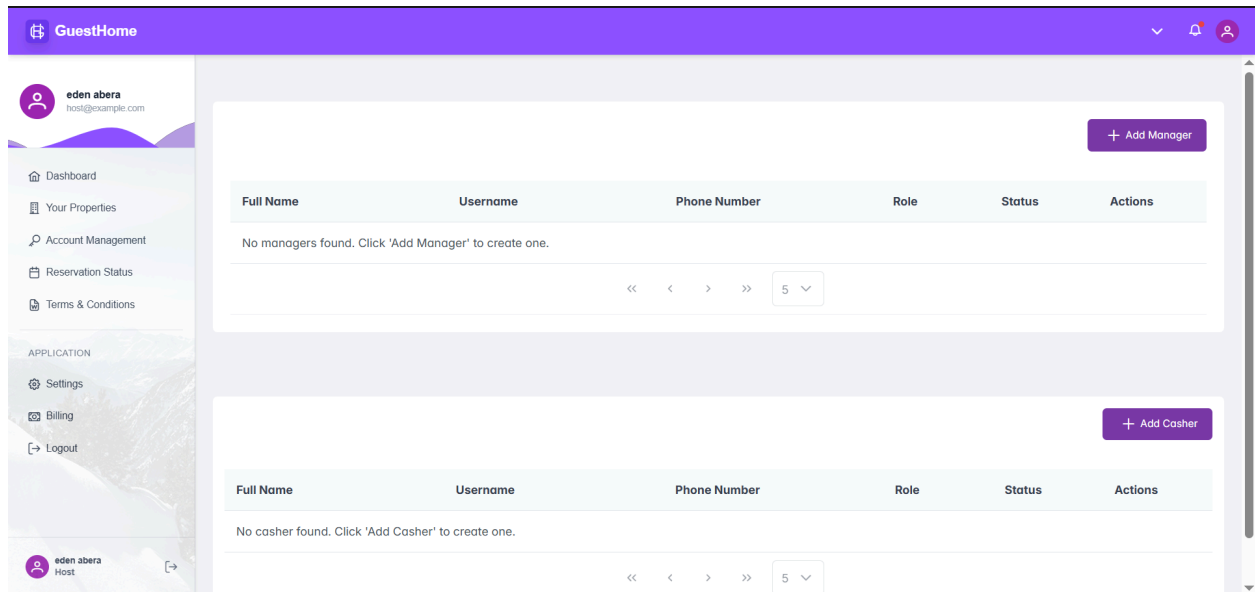 GuestHome
eden abera
host@example.com
Dashboard
Your Properties
Account Management
Reservation Status
Terms & Conditions
APPLICATION
Settings
Billing
Logout
eden abera
Host
+ Add Manager
Full Name Username Phone Number Role Status Actions
No managers found. Click 'Add Manager' to create one.
5
+ Add Casher
Full Name Username Phone Number Role Status Actions
No casher found. Click 'Add Casher' to create one.
5